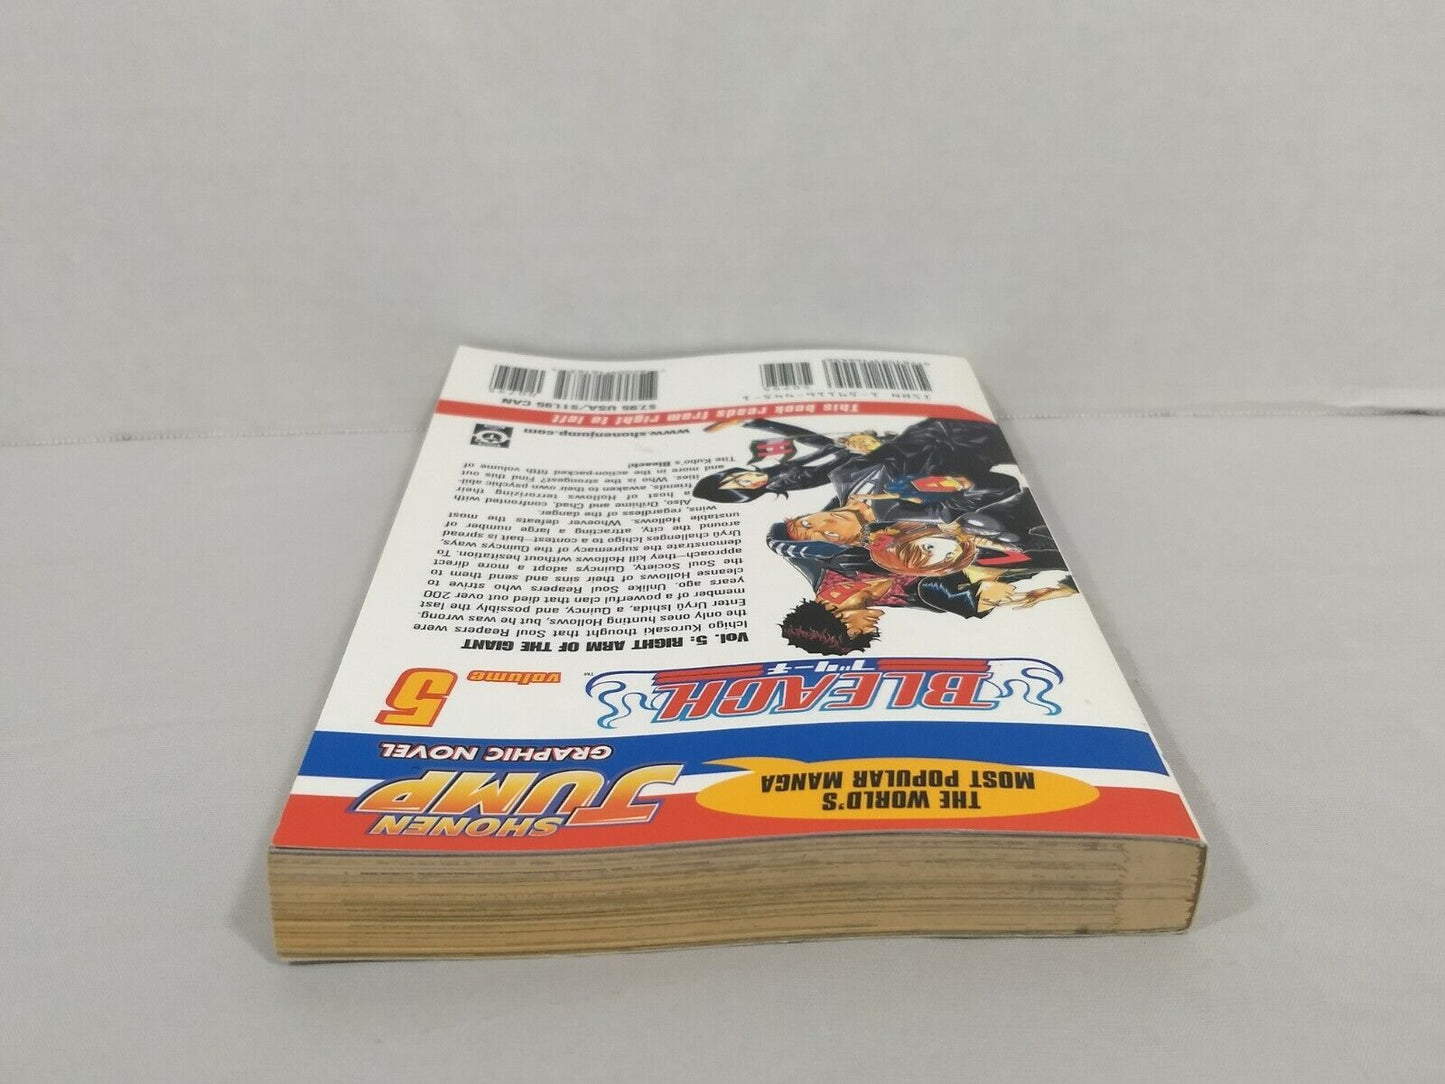 SHONEN
JUMP
GRAPHIC NOVEL
THE WORLD'S
MOST POPULAR MANGA
BLEACH
ブリーチ
™
volume
5
Vol. 5: RIGHT ARM OF THE GIANT
Ichigo Kurosaki thought that Soul Reapers were
the only ones hunting Hollows, but he was wrong.
Enter Uryû Ishida, a Quincy, and possibly the last
member of a powerful clan that died out over 200
years ago. Unlike Soul Reapers who strive to
cleanse Hollows of their sins and send them to
the Soul Society, Quincys adopt a more direct
approach—they kill Hollows without hesitation. To
demonstrate the supremacy of the Quincys ways,
Uryû challenges Ichigo to a contest—bait is spread
around the city, attracting a large number of
unstable Hollows. Whoever defeats the most
wins, regardless of the danger.
Also, Orihime and Chad, confronted with
a host of Hollows terrorizing their
friends, awaken to their own psychic abil-
ities. Who is the strongest? Find this out
and more in the action-packed fifth volume of
Tite Kubo's Bleach!
www.shonenjump.com
This book reads from right to left
$7.95 USA/$11.95 CAN
ISBN 1-59116-445-1